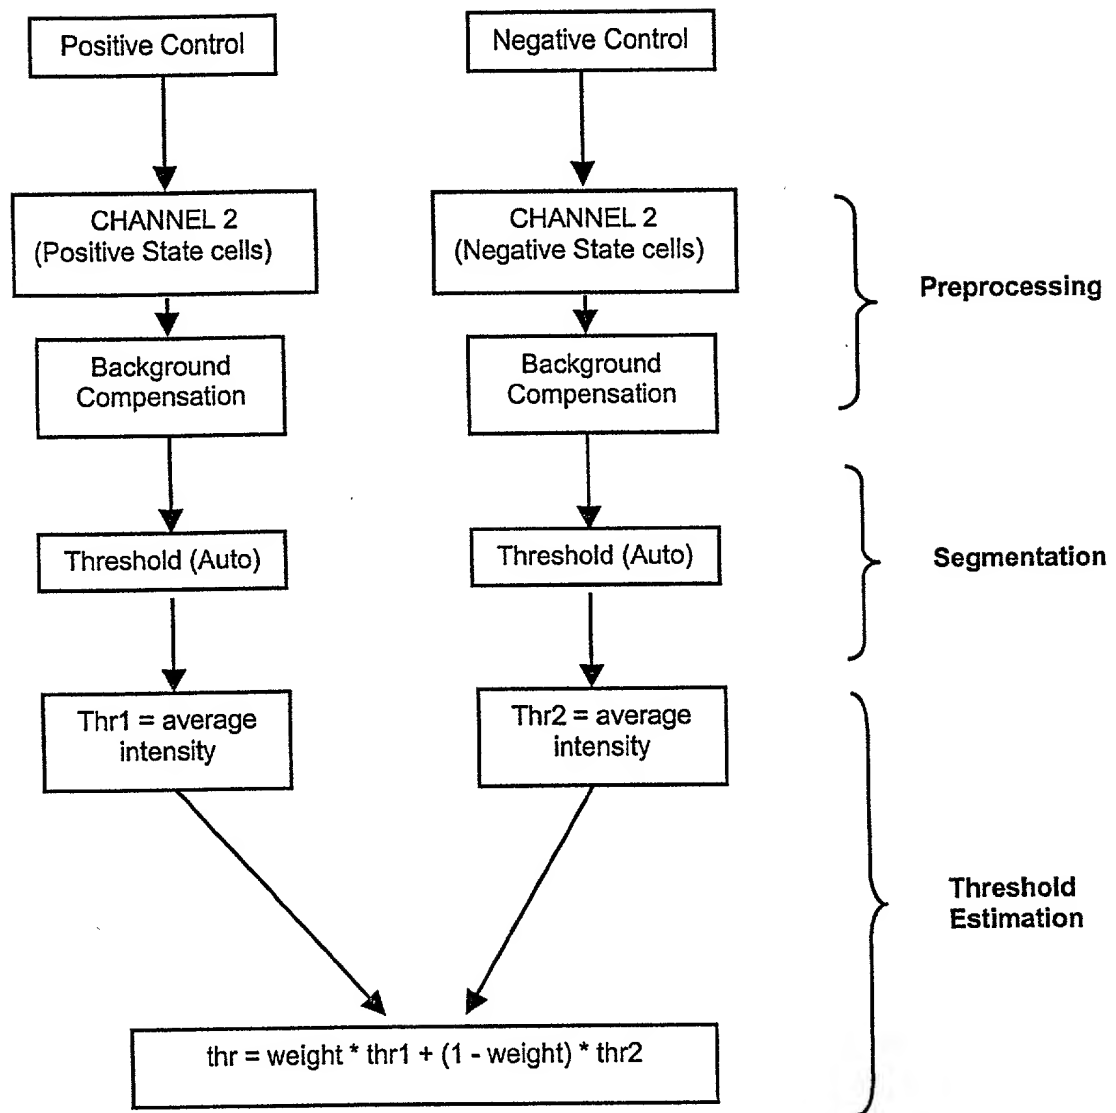 Positive Control
Negative Control
CHANNEL 2
(Positive State cells)
CHANNEL 2
(Negative State cells)
Preprocessing
Background
Compensation
Background
Compensation
Threshold (Auto)
Threshold (Auto)
Segmentation
Thr1 = average
intensity
Thr2 = average
intensity
Threshold
Estimation
thr = weight * thr1 + (1 - weight) * thr2